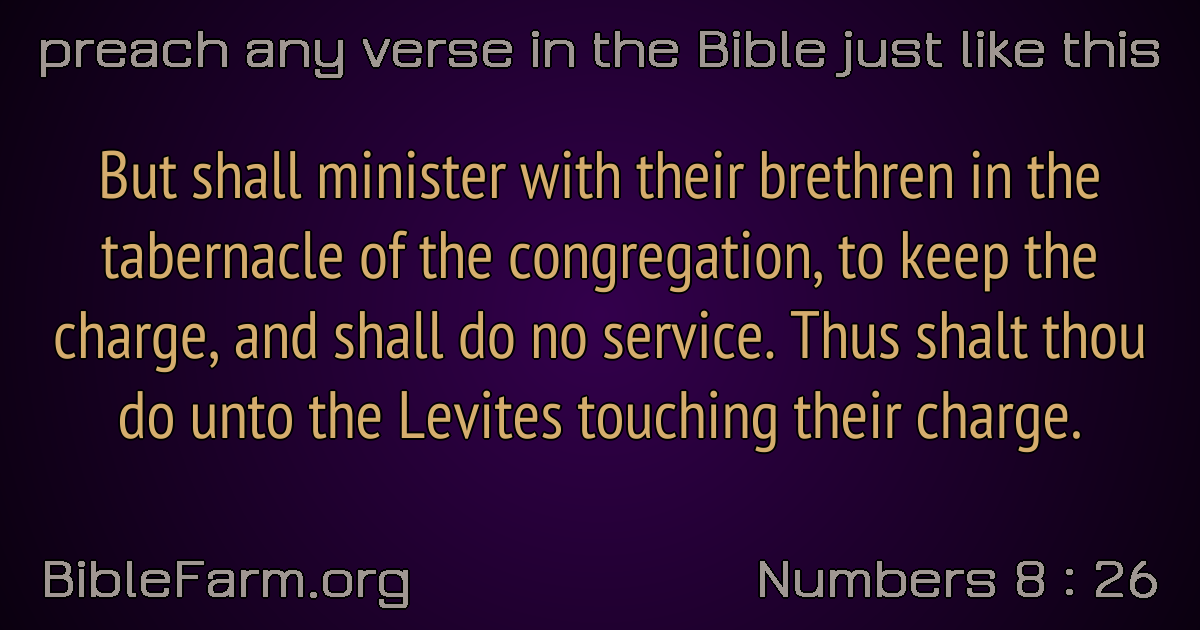 preach any verse in the Bible just like this
But shall minister with their brethren in the
tabernacle of the congregation, to keep the
charge, and shall do no service. Thus shalt thou
do unto the Levites touching their charge.
BibleFarm.org
Numbers 8 : 26